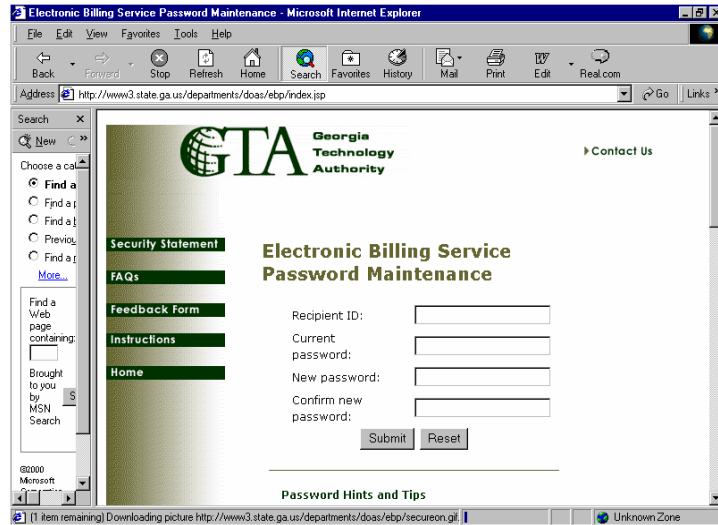 Electronic Billing Service Password Maintenance - Microsoft Internet Explorer
File Edit View Favorites Tools Help
Back Forward Stop Refresh Home Search Favorites History Mail Print Edit Real.com
Address http://www3.state.ga.us/departments/doas/ebp/index.jsp Go Links »
Search ×
New »
Choose a cat
Find a
Find a
Find a
Previou
Find a
More...
Find a
Web
page
containing:
Brought
to you
by
MSN
Search
S
©2000
Microsoft
GTA
Georgia
Technology
Authority
Contact Us
Security Statement
FAQs
Feedback Form
Instructions
Home
Electronic Billing Service
Password Maintenance
Recipient ID:
Current
password:
New password:
Confirm new
password:
Submit Reset
Password Hints and Tips
(1 item remaining) Downloading picture http://www3.state.ga.us/departments/doas/ebp/secureon.gif. Unknown Zone